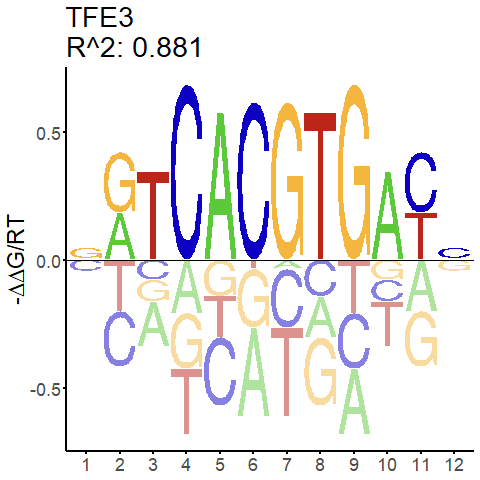 TFE3
R^2: 0.881
-ΔΔG/RT
0.5
0.0
-0.5
G G T C A C G T G A C C
C A T G
T C G A G T G A C A T G C T C T A G
C A G T C A T G A C T G C A T G
1 2 3 4 5 6 7 8 9 10 11 12